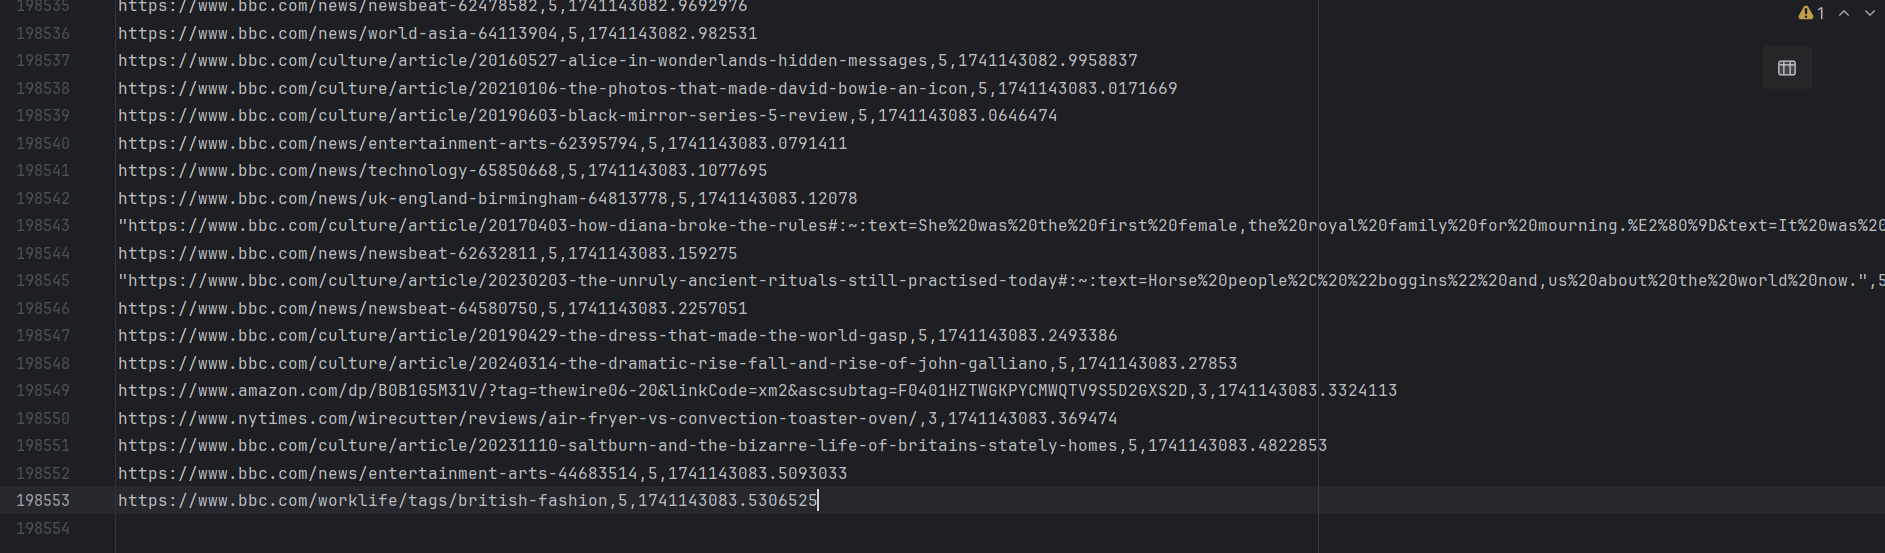 198535 https://www.bbc.com/news/newsbeat-62478582,5,1741143082.9692976
1
198536 https://www.bbc.com/news/world-asia-64113904,5,1741143082.982531
198537 https://www.bbc.com/culture/article/20160527-alice-in-wonderlands-hidden-messages,5,1741143082.9958837
198538 https://www.bbc.com/culture/article/20210106-the-photos-that-made-david-bowie-an-icon,5,1741143083.0171669
198539 https://www.bbc.com/culture/article/20190603-black-mirror-series-5-review,5,1741143083.0646474
198540 https://www.bbc.com/news/entertainment-arts-62395794,5,1741143083.0791411
198541 https://www.bbc.com/news/technology-65850668,5,1741143083.1077695
198542 https://www.bbc.com/news/uk-england-birmingham-64813778,5,1741143083.12078
198543 "https://www.bbc.com/culture/article/20170403-how-diana-broke-the-rules#:~:text=She%20was%20the%20first%20female,the%20royal%20family%20for%20mourning.%E2%80%9D&text=It%20was%20
198544 https://www.bbc.com/news/newsbeat-62632811,5,1741143083.159275
198545 "https://www.bbc.com/culture/article/20230203-the-unruly-ancient-rituals-still-practised-today#:~:text=Horse%20people%2C%20%22boggins%22%20and,us%20about%20the%20world%20now.",5
198546 https://www.bbc.com/news/newsbeat-64580750,5,1741143083.2257051
198547 https://www.bbc.com/culture/article/20190429-the-dress-that-made-the-world-gasp,5,1741143083.2493386
198548 https://www.bbc.com/culture/article/20240314-the-dramatic-rise-fall-and-rise-of-john-galliano,5,1741143083.27853
198549 https://www.amazon.com/dp/B0B1G5M31V/?tag=thewire06-20&linkCode=xm2&ascsubtag=F0401HZTWGKPYCMWQTV9S5D2GXS2D,3,1741143083.3324113
198550 https://www.nytimes.com/wirecutter/reviews/air-fryer-vs-convection-toaster-oven/,3,1741143083.369474
198551 https://www.bbc.com/culture/article/20231110-saltburn-and-the-bizarre-life-of-britains-stately-homes,5,1741143083.4822853
198552 https://www.bbc.com/news/entertainment-arts-44683514,5,1741143083.5093033
198553 https://www.bbc.com/worklife/tags/british-fashion,5,1741143083.5306525
198554